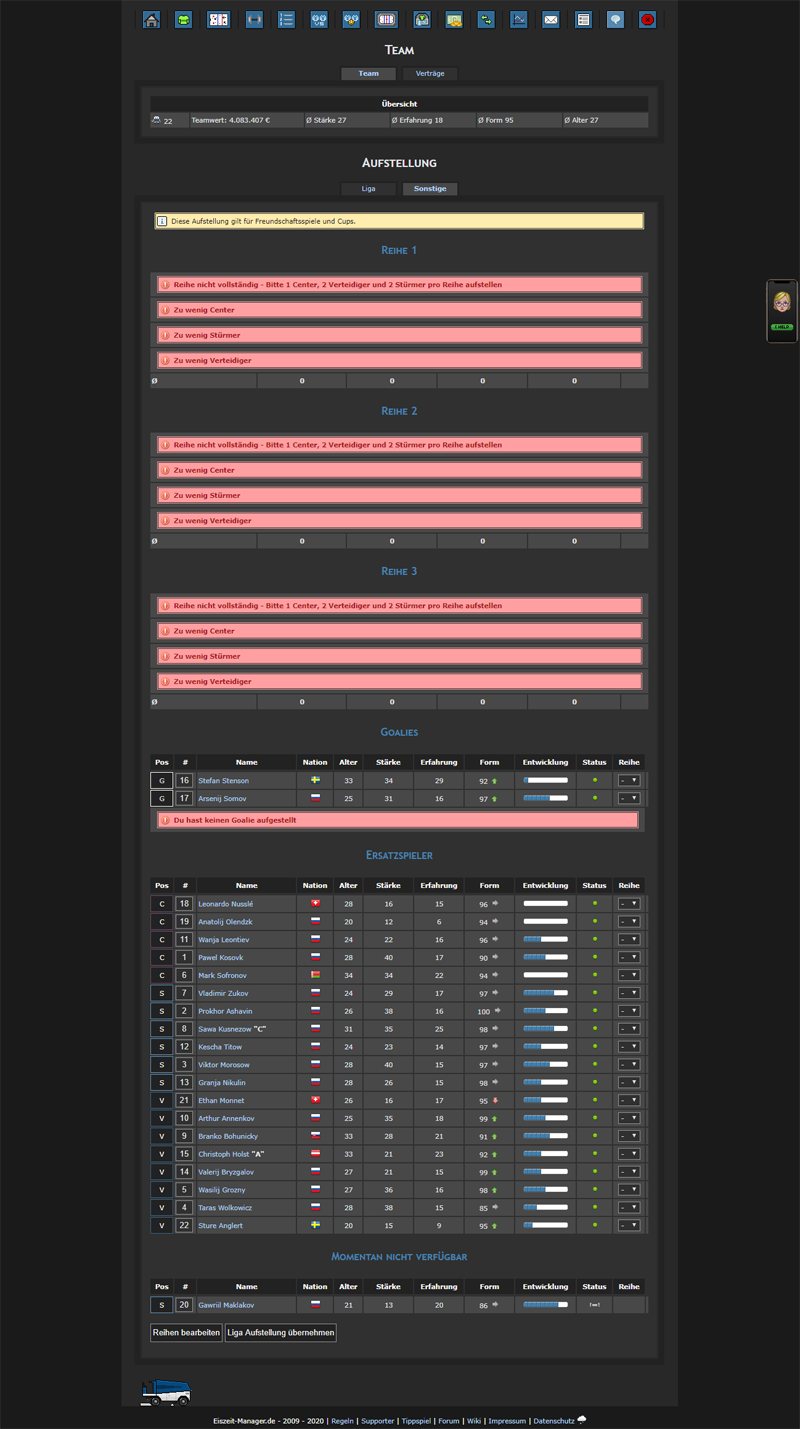 Team
Team Verträge
Übersicht
22 Teamwert: 4.083.407 € Ø Stärke 27 Ø Erfahrung 18 Ø Form 95 Ø Alter 27
Aufstellung
Liga Sonstige
Diese Aufstellung gilt für Freundschaftsspiele und Cups.
Reihe 1
Reihe nicht vollständig - Bitte 1 Center, 2 Verteidiger und 2 Stürmer pro Reihe aufstellen
Zu wenig Center
Zu wenig Stürmer
Zu wenig Verteidiger
Ø 0 0 0 0
Reihe 2
Reihe nicht vollständig - Bitte 1 Center, 2 Verteidiger und 2 Stürmer pro Reihe aufstellen
Zu wenig Center
Zu wenig Stürmer
Zu wenig Verteidiger
Ø 0 0 0 0
Reihe 3
Reihe nicht vollständig - Bitte 1 Center, 2 Verteidiger und 2 Stürmer pro Reihe aufstellen
Zu wenig Center
Zu wenig Stürmer
Zu wenig Verteidiger
Ø 0 0 0 0
Goalies
Pos # Name Nation Alter Stärke Erfahrung Form Entwicklung Status Reihe
G 16 Stefan Stenson 33 34 29 92 -
G 17 Arsenij Somov 25 31 16 97 -
Du hast keinen Goalie aufgestellt
Ersatzspieler
Pos # Name Nation Alter Stärke Erfahrung Form Entwicklung Status Reihe
C 18 Leonardo Nusslé 28 16 15 96 -
C 19 Anatolij Olendzk 20 12 6 94 -
C 11 Wanja Leontiev 24 22 16 96 -
C 1 Pawel Kosovk 28 40 17 90 -
C 6 Mark Sofronov 34 34 22 94 -
S 7 Vladimir Zukov 24 29 17 97 -
S 2 Prokhor Ashavin 26 38 16 100 -
S 8 Sawa Kusnezow "C" 31 35 25 98 -
S 12 Kescha Titow 24 23 14 97 -
S 3 Viktor Morosow 28 40 15 97 -
S 13 Granja Nikulin 28 26 15 98 -
V 21 Ethan Monnet 26 16 17 95 -
V 10 Arthur Annenkov 25 35 18 99 -
V 9 Branko Bohunicky 33 28 21 91 -
V 15 Christoph Holst "A" 33 21 23 92 -
V 14 Valerij Bryzgalov 27 21 15 99 -
V 5 Wasilij Grozny 27 36 16 98 -
V 4 Taras Wolkowicz 28 38 15 85 -
V 22 Sture Anglert 20 15 9 95 -
Momentan nicht verfügbar
Pos # Name Nation Alter Stärke Erfahrung Form Entwicklung Status Reihe
S 20 Gawriil Maklakov 21 13 20 86
Reihen bearbeiten Liga Aufstellung übernehmen
Eiszeit-Manager.de - 2009 - 2020 | Regeln | Supporter | Tippspiel | Forum | Wiki | Impressum | Datenschutz